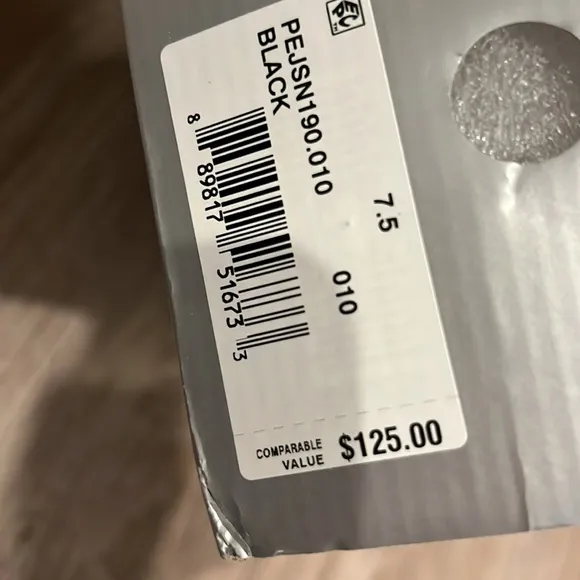 PEJSN190.010
BLACK
7.5
010
8 89817 51673 3
COMPARABLE
VALUE
$125.00